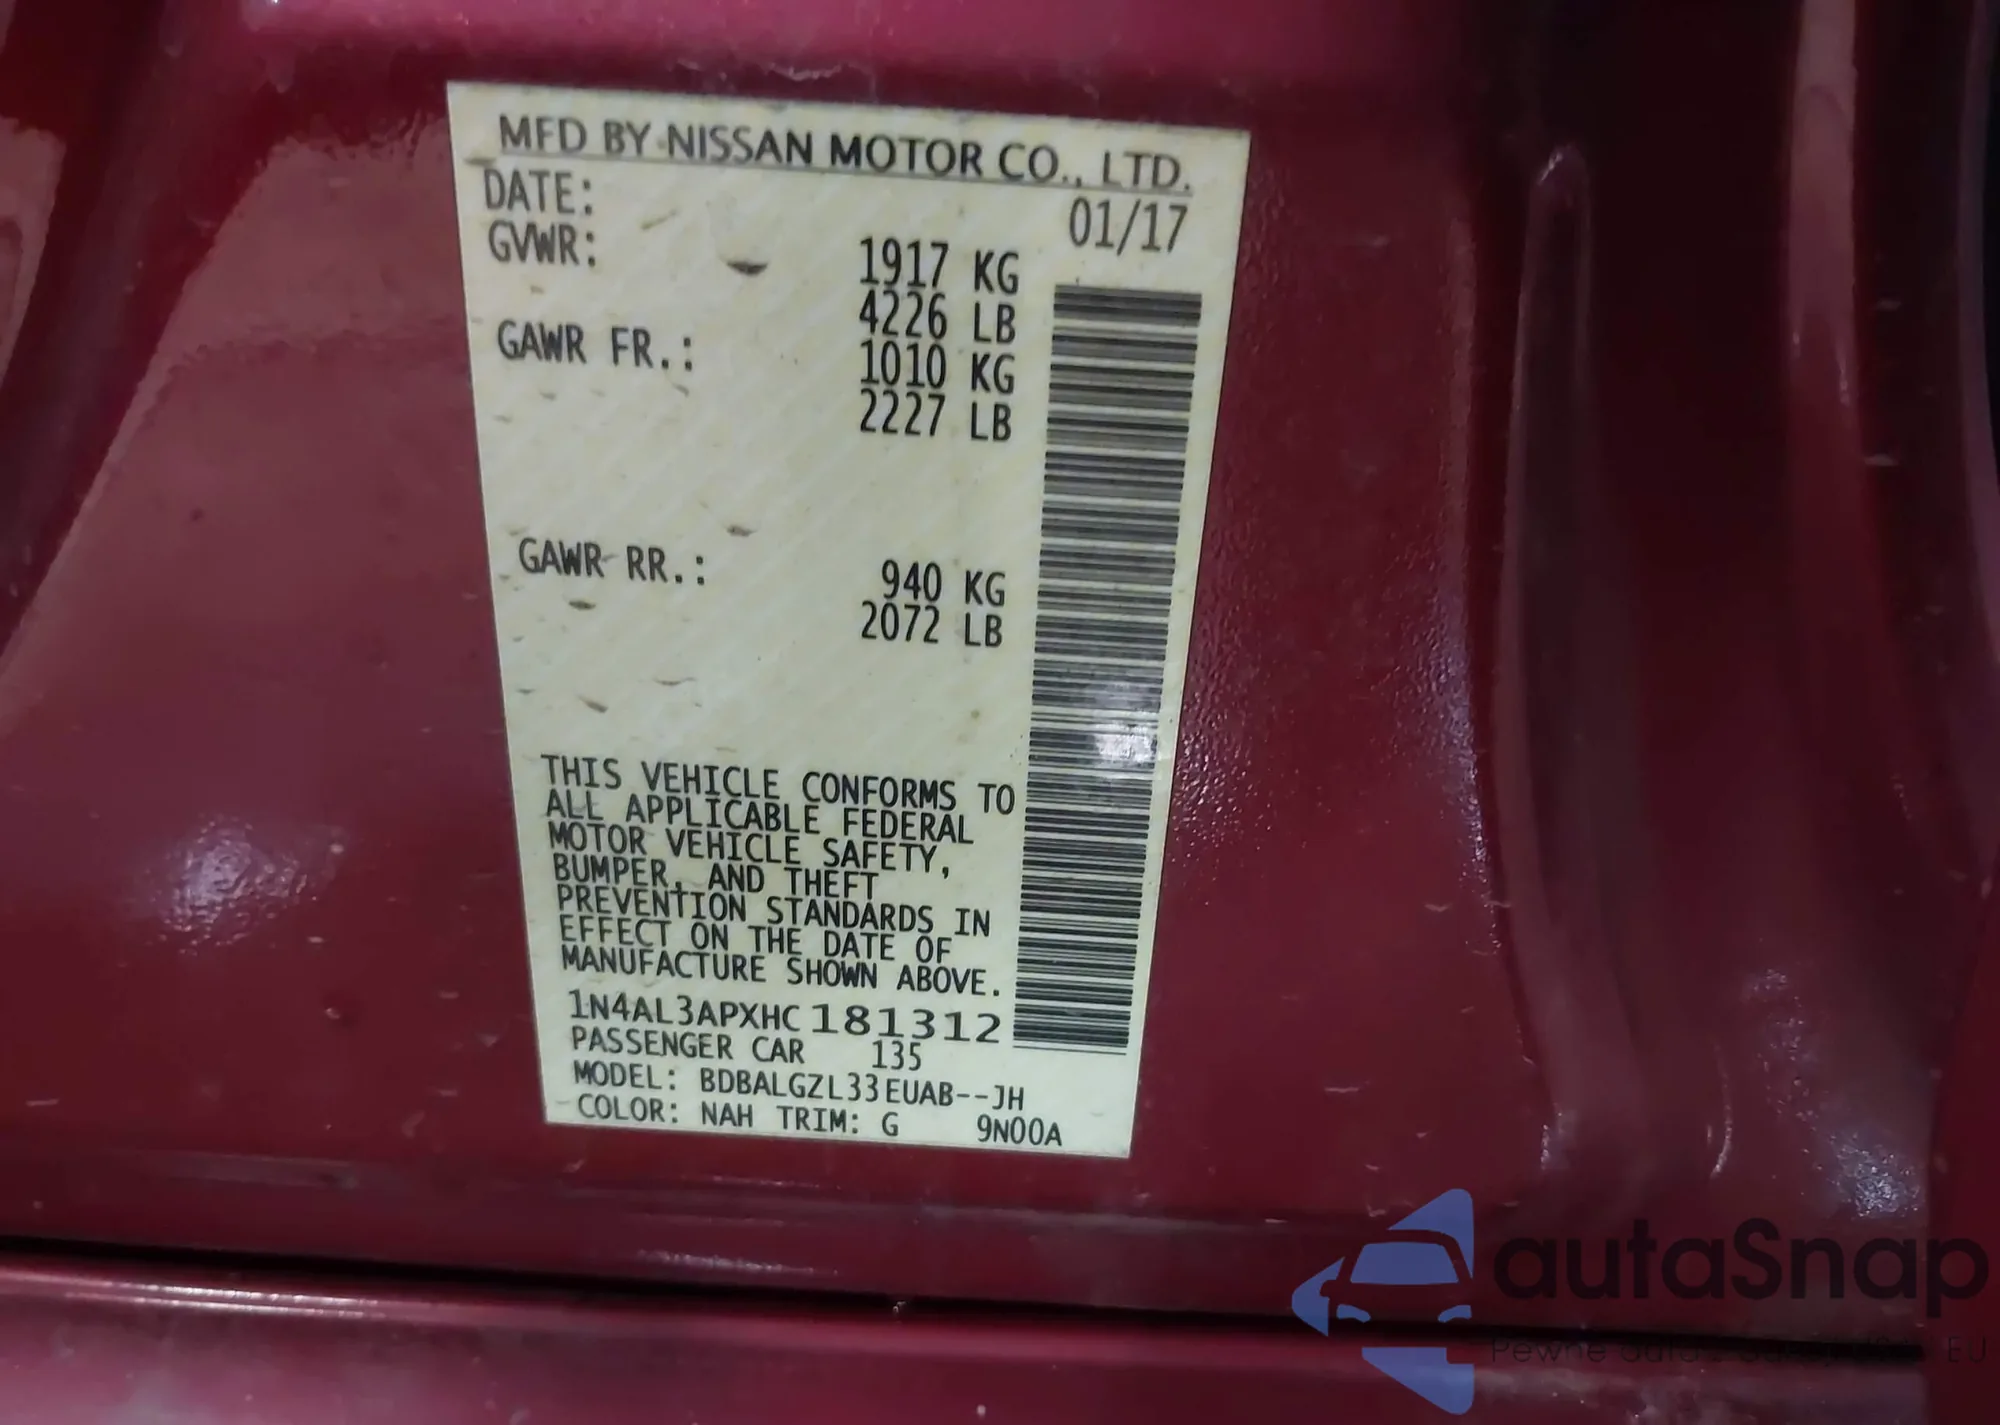 MFD BY NISSAN MOTOR CO., LTD.
DATE: 01/17
GVWR: 1917 KG
4226 LB
GAWR FR.: 1010 KG
2227 LB
GAWR RR.: 940 KG
2072 LB
THIS VEHICLE CONFORMS TO
ALL APPLICABLE FEDERAL
MOTOR VEHICLE SAFETY,
BUMPER, AND THEFT
PREVENTION STANDARDS IN
EFFECT ON THE DATE OF
MANUFACTURE SHOWN ABOVE.
1N4AL3APXHC181312
PASSENGER CAR 135
MODEL: BDBALGZL33EUAB--JH
COLOR: NAH TRIM: G 9N00A
autaSnap
Pewne auta z
EU